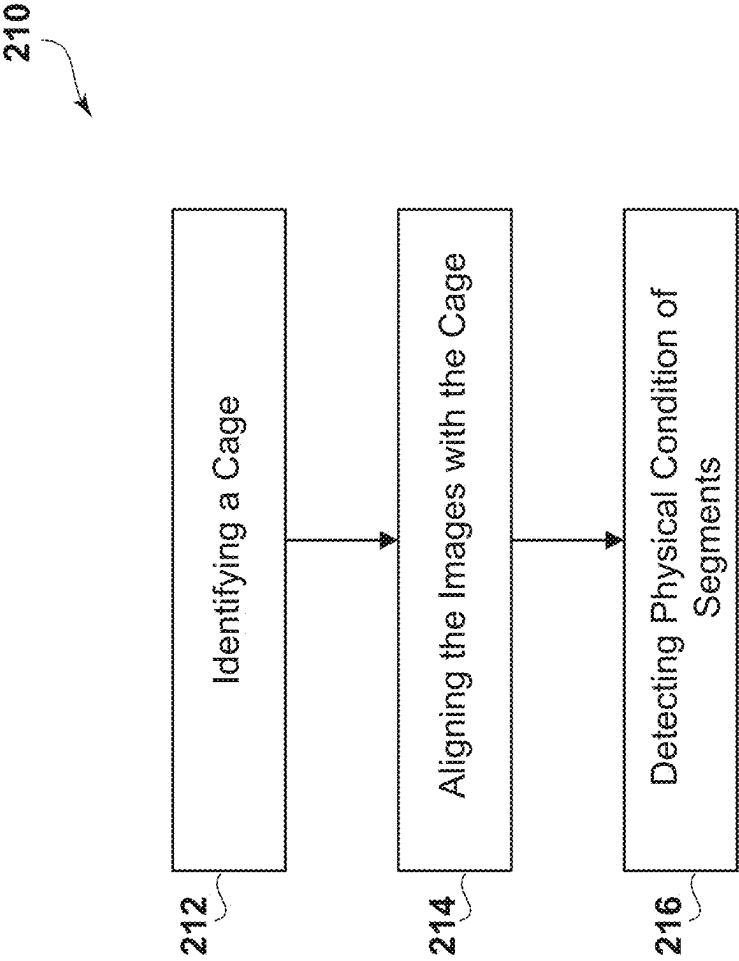 210
212
Identifying a Cage
214
Aligning the Images with the Cage
216
Detecting Physical Condition of
Segments